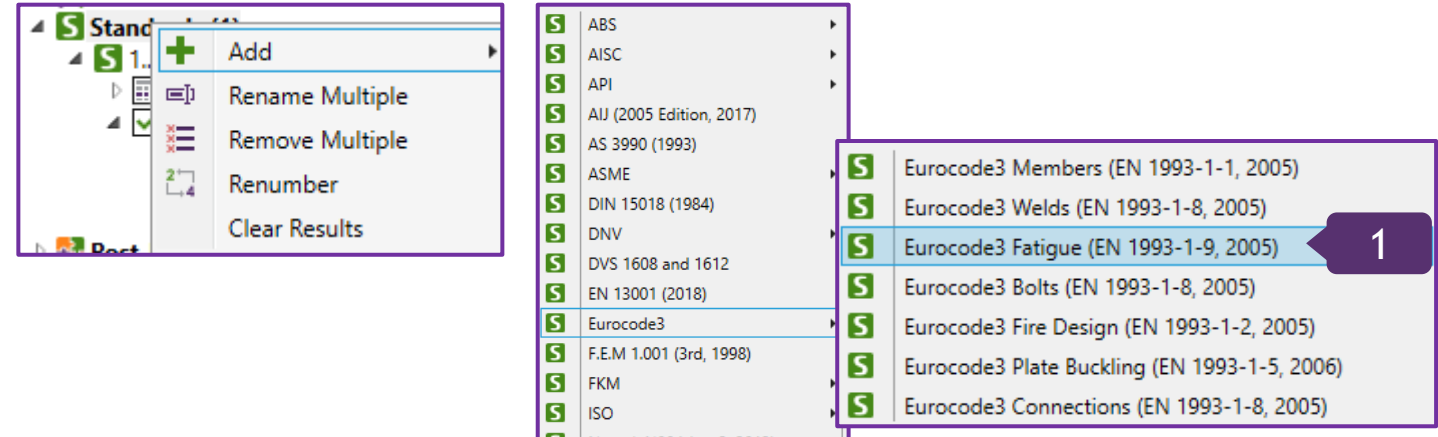 Standards (1)
1..
Add
Rename Multiple
Remove Multiple
Renumber
Clear Results
Post
ABS
AISC
API
AIJ (2005 Edition, 2017)
AS 3990 (1993)
ASME
DIN 15018 (1984)
DNV
DVS 1608 and 1612
EN 13001 (2018)
Eurocode3
F.E.M 1.001 (3rd, 1998)
FKM
ISO
Eurocode3 Members (EN 1993-1-1, 2005)
Eurocode3 Welds (EN 1993-1-8, 2005)
Eurocode3 Fatigue (EN 1993-1-9, 2005)
1
Eurocode3 Bolts (EN 1993-1-8, 2005)
Eurocode3 Fire Design (EN 1993-1-2, 2005)
Eurocode3 Plate Buckling (EN 1993-1-5, 2006)
Eurocode3 Connections (EN 1993-1-8, 2005)